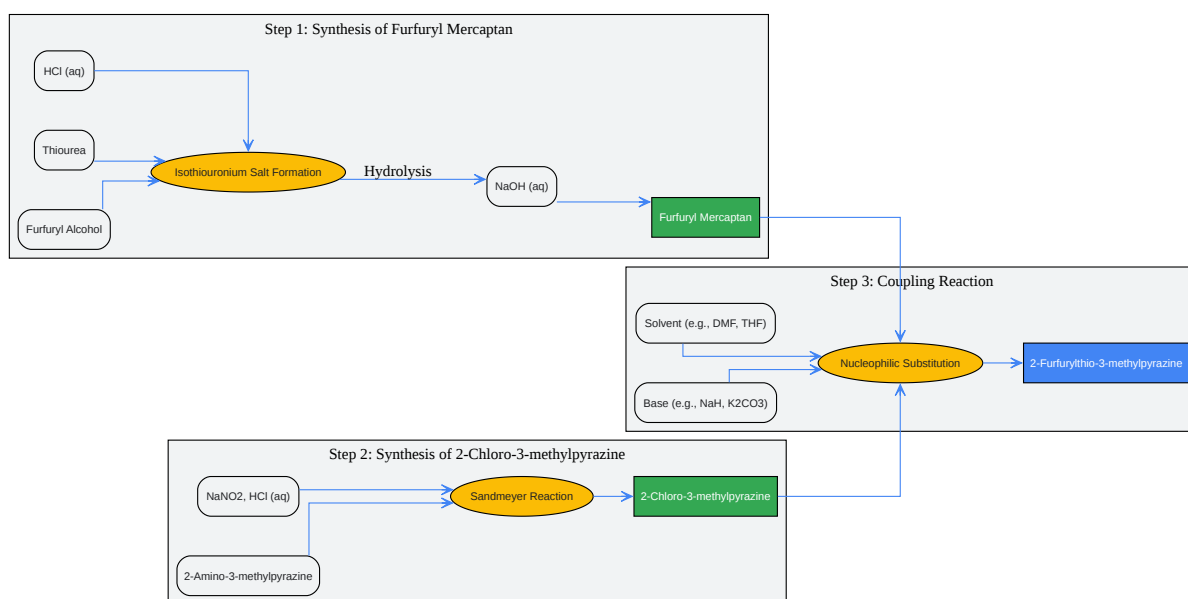 Step 1: Synthesis of Furfuryl Mercaptan
HCl (aq)
Thiourea
Isothiouronium Salt Formation
Hydrolysis
NaOH (aq)
Furfuryl Alcohol
Furfuryl Mercaptan
Step 3: Coupling Reaction
Solvent (e.g., DMF, THF)
Nucleophilic Substitution
2-Furfurylthio-3-methylpyrazine
Base (e.g., NaH, K2CO3)
Step 2: Synthesis of 2-Chloro-3-methylpyrazine
NaNO2, HCl (aq)
Sandmeyer Reaction
2-Chloro-3-methylpyrazine
2-Amino-3-methylpyrazine